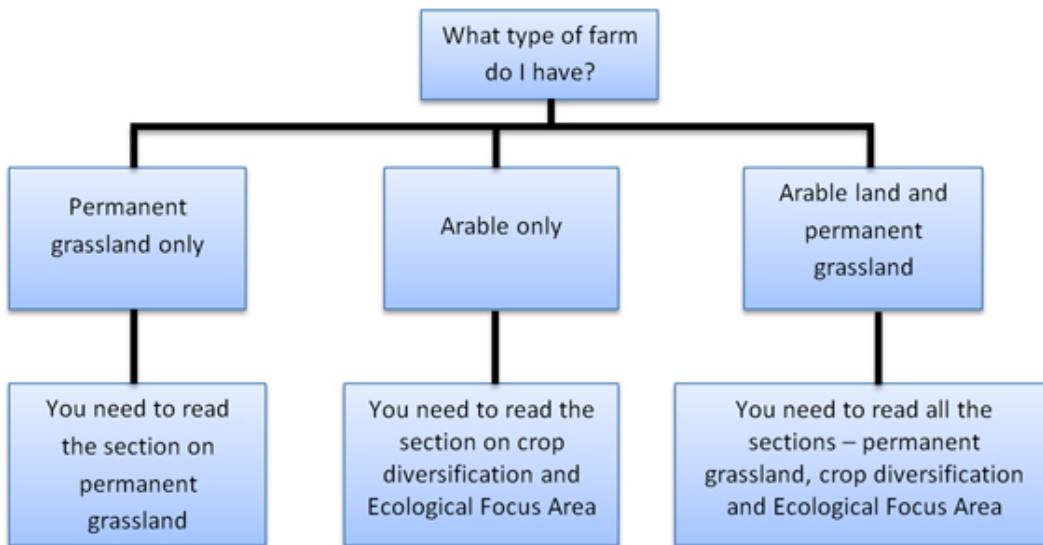 What type of farm
do I have?
Permanent
grassland only
Arable only
Arable land and
permanent
grassland
You need to read
the section on
permanent
grassland
You need to read the
section on crop
diversification and
Ecological Focus Area
You need to read all the
sections – permanent
grassland, crop diversification
and Ecological Focus Area